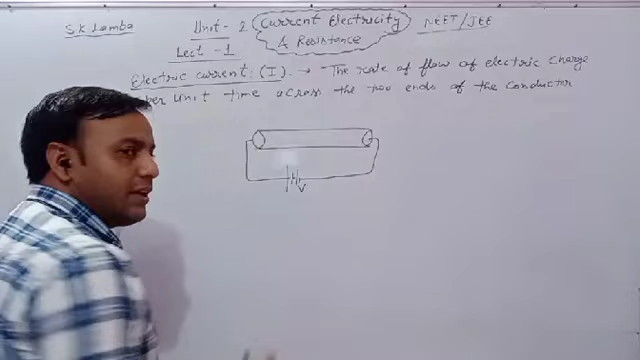 S.K Lamba
Unit - 2 Current Electricity NEET/JEE
& Resistance
Lect - 1
Electric current (I) → The rate of flow of electric charge
per Unit time across the two ends of the conductor
V